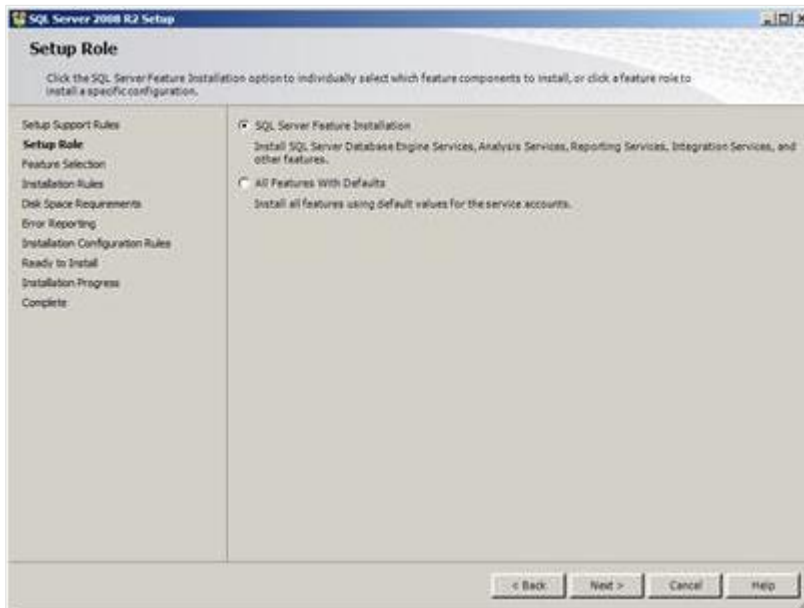 SQL Server 2008 R2 Setup
Setup Role
Click the SQL Server Feature Installation option to individually select which feature components to install, or click a feature role to
install a specific configuration.
Setup Support Rules
Setup Role
Feature Selection
Installation Rules
Disk Space Requirements
Error Reporting
Installation Configuration Rules
Ready to Install
Installation Progress
Complete
SQL Server Feature Installation
Install SQL Server Database Engine Services, Analysis Services, Reporting Services, Integration Services, and
other features.
All Features With Defaults
Install all features using default values for the service accounts.
< Back
Next >
Cancel
Help